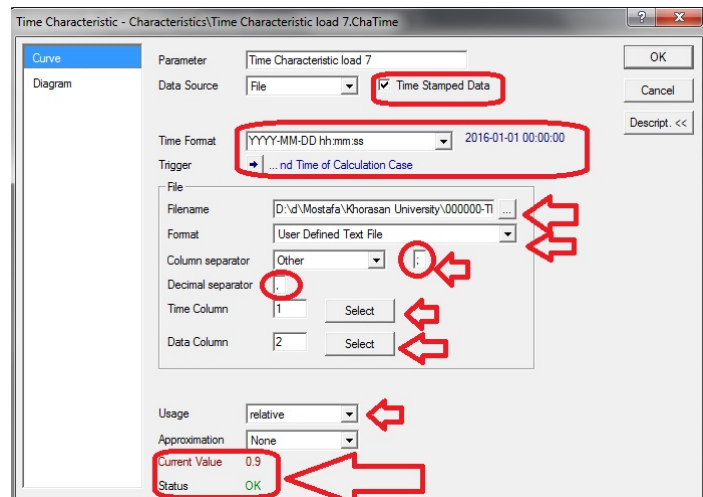 Time Characteristic - Characteristics\Time Characteristic load 7.ChaTime
Curve
Diagram
OK
Cancel
Descript. <<
Parameter Time Characteristic load 7
Data Source File Time Stamped Data
Time Format YYYY-MM-DD hh:mm:ss 2016-01-01 00:00:00
Trigger ... nd Time of Calculation Case
File
Filename D:\d\Mostafa\Khorasan University\000000-TI ...
Format User Defined Text File
Column separator Other ;
Decimal separator .
Time Column 1 Select
Data Column 2 Select
Usage relative
Approximation None
Current Value 0.9
Status OK